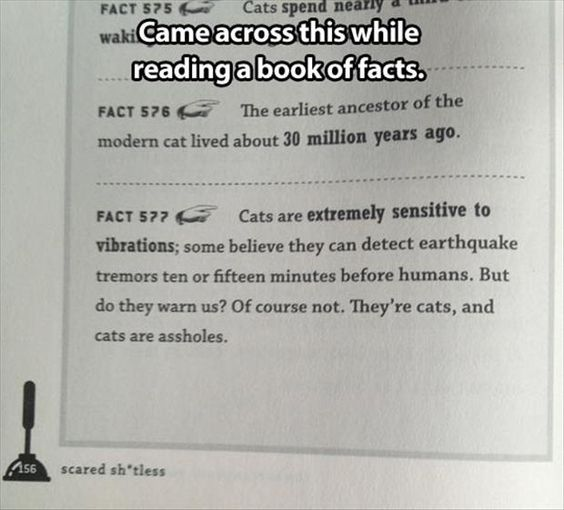 FACT 575 Cats spend nearly a
waki
Came across this while
reading a book of facts.
FACT 576 The earliest ancestor of the
modern cat lived about 30 million years ago.
FACT 577 Cats are extremely sensitive to
vibrations; some believe they can detect earthquake
tremors ten or fifteen minutes before humans. But
do they warn us? Of course not. They're cats, and
cats are assholes.
156 scared sh*tless